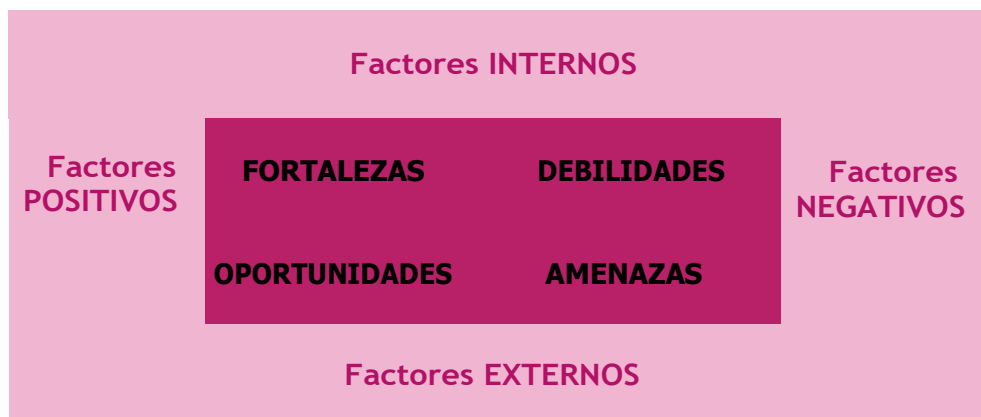 Factores INTERNOS
Factores
POSITIVOS
FORTALEZAS
DEBILIDADES
Factores
NEGATIVOS
OPORTUNIDADES
AMENAZAS
Factores EXTERNOS